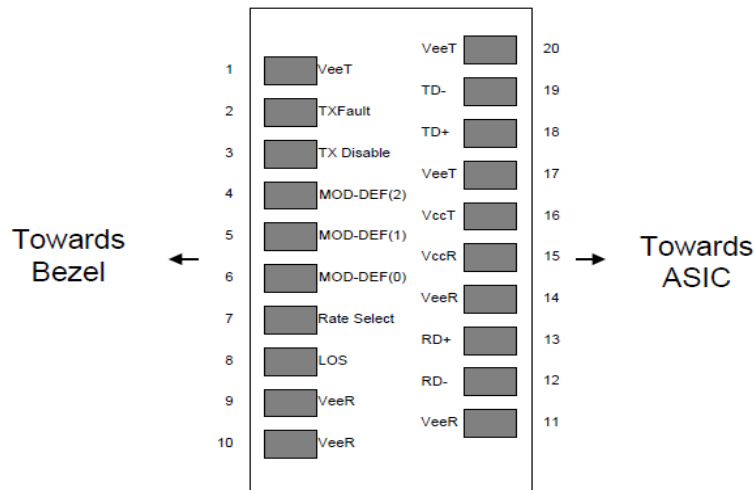 Towards
Bezel
1 VeeT
2 TXFault
3 TX Disable
4 MOD-DEF(2)
5 MOD-DEF(1)
6 MOD-DEF(0)
7 Rate Select
8 LOS
9 VeeR
10 VeeR
VeeT 20
TD- 19
TD+ 18
VeeT 17
VccT 16
VccR 15
VeeR 14
RD+ 13
RD- 12
VeeR 11
Towards
ASIC